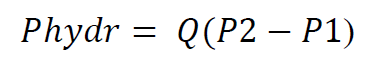 Phydr = Q(P2 − P1)